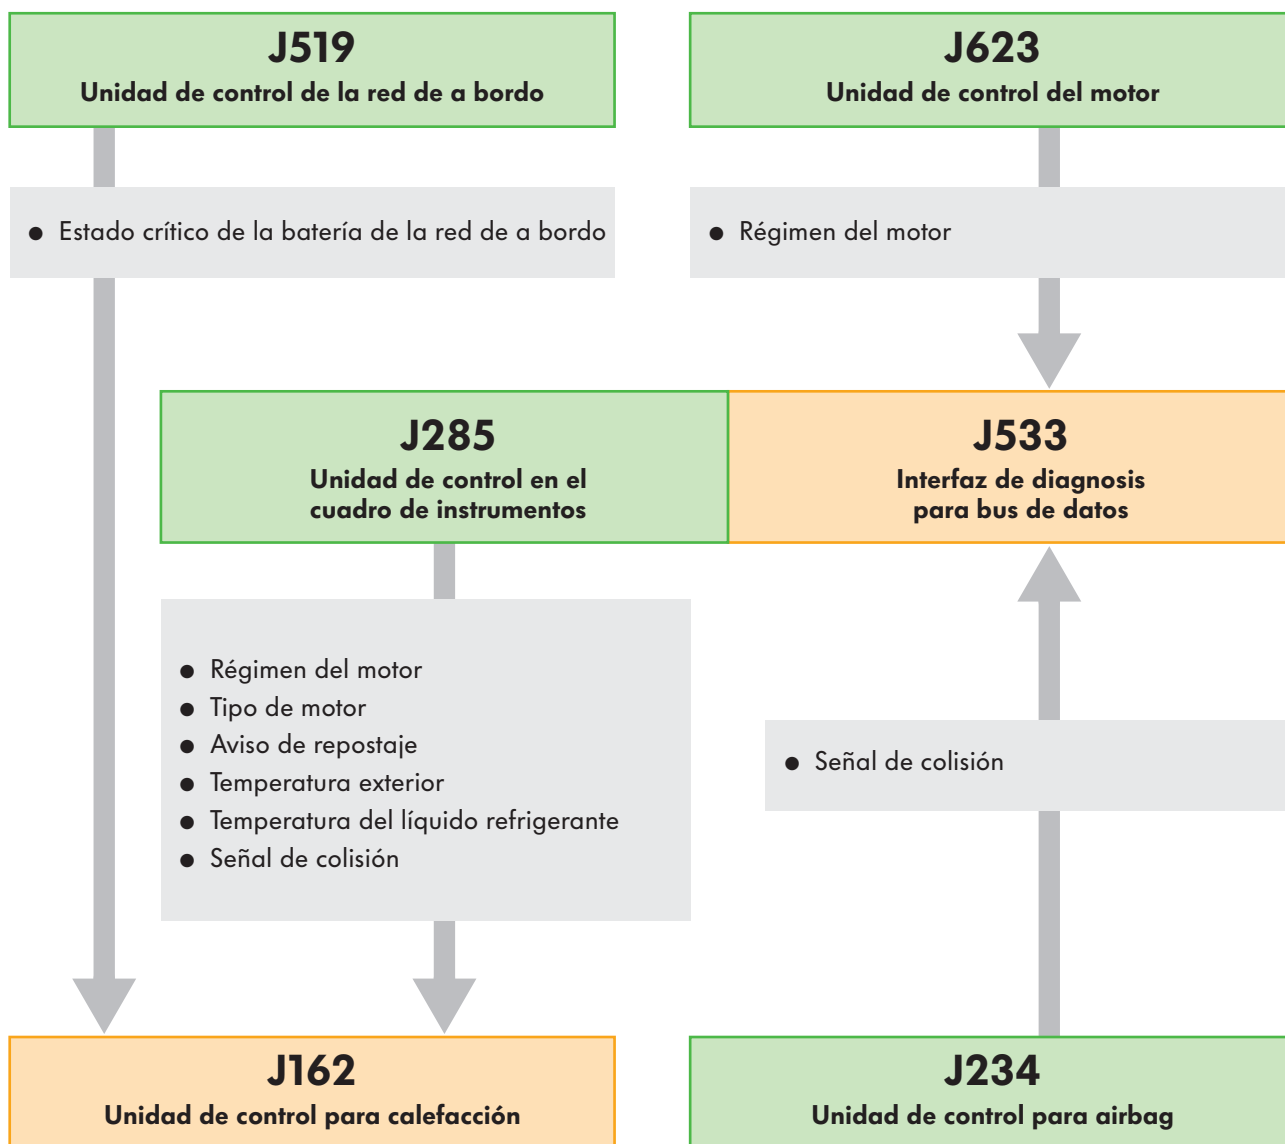 J519
Unidad de control de la red de a bordo
J623
Unidad de control del motor
● Estado crítico de la batería de la red de a bordo
● Régimen del motor
J285
Unidad de control en el
cuadro de instrumentos
J533
Interfaz de diagnosis
para bus de datos
● Régimen del motor
● Tipo de motor
● Aviso de repostaje
● Temperatura exterior
● Temperatura del líquido refrigerante
● Señal de colisión
● Señal de colisión
J162
Unidad de control para calefacción
J234
Unidad de control para airbag